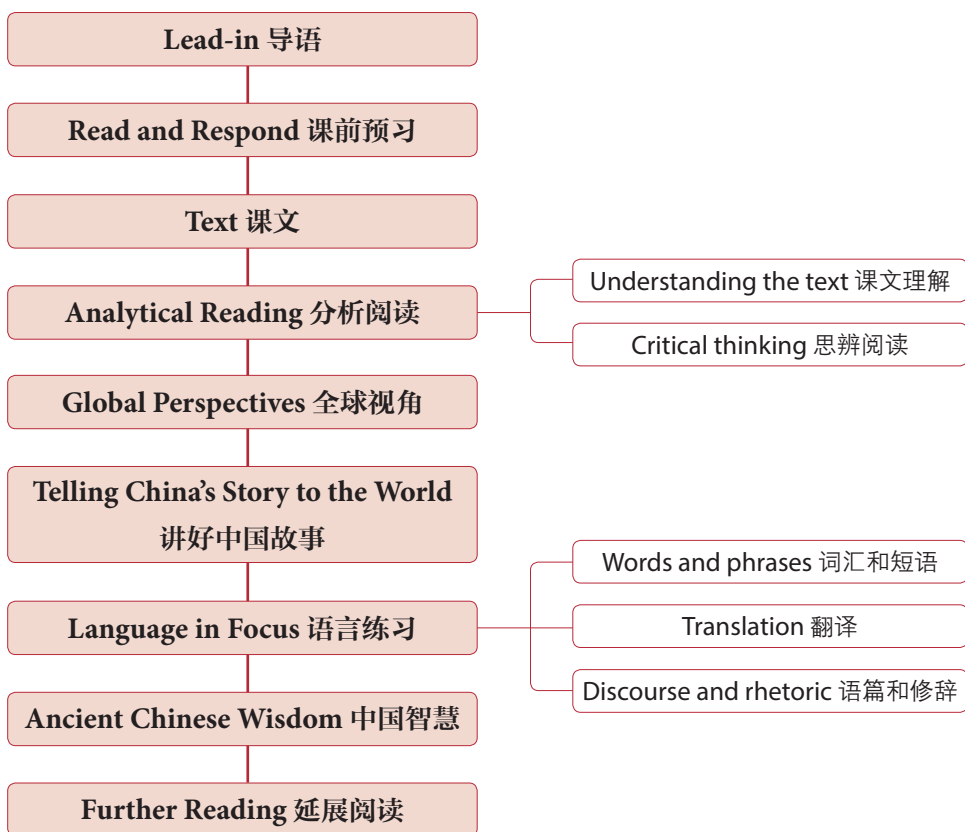 Lead-in 导语
Read and Respond 课前预习
Text 课文
Analytical Reading 分析阅读
Understanding the text 课文理解
Critical thinking 思辨阅读
Global Perspectives 全球视角
Telling China’s Story to the World
讲好中国故事
Language in Focus 语言练习
Words and phrases 词汇和短语
Translation 翻译
Discourse and rhetoric 语篇和修辞
Ancient Chinese Wisdom 中国智慧
Further Reading 延展阅读